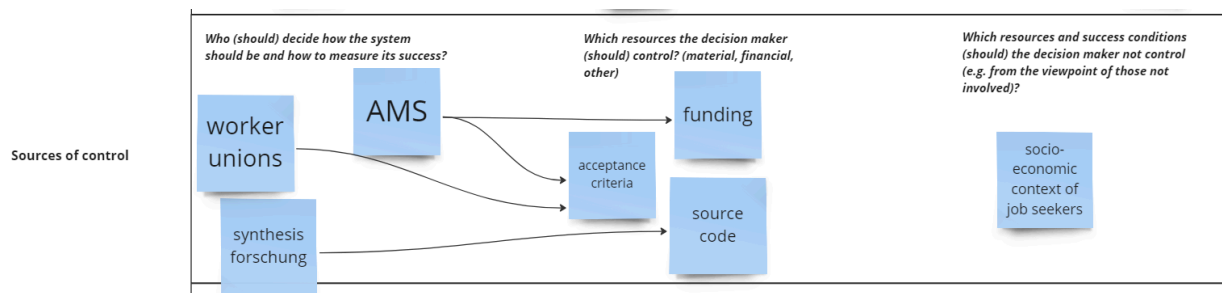 Who (should) decide how the system
should be and how to measure its success?
Which resources the decision maker
(should) control? (material, financial,
other)
Which resources and success conditions
(should) the decision maker not control
(e.g. from the viewpoint of those not
involved)?
Sources of control
worker
unions
AMS
synthesis
forschung
funding
acceptance
criteria
source
code
socio-
economic
context of
job seekers